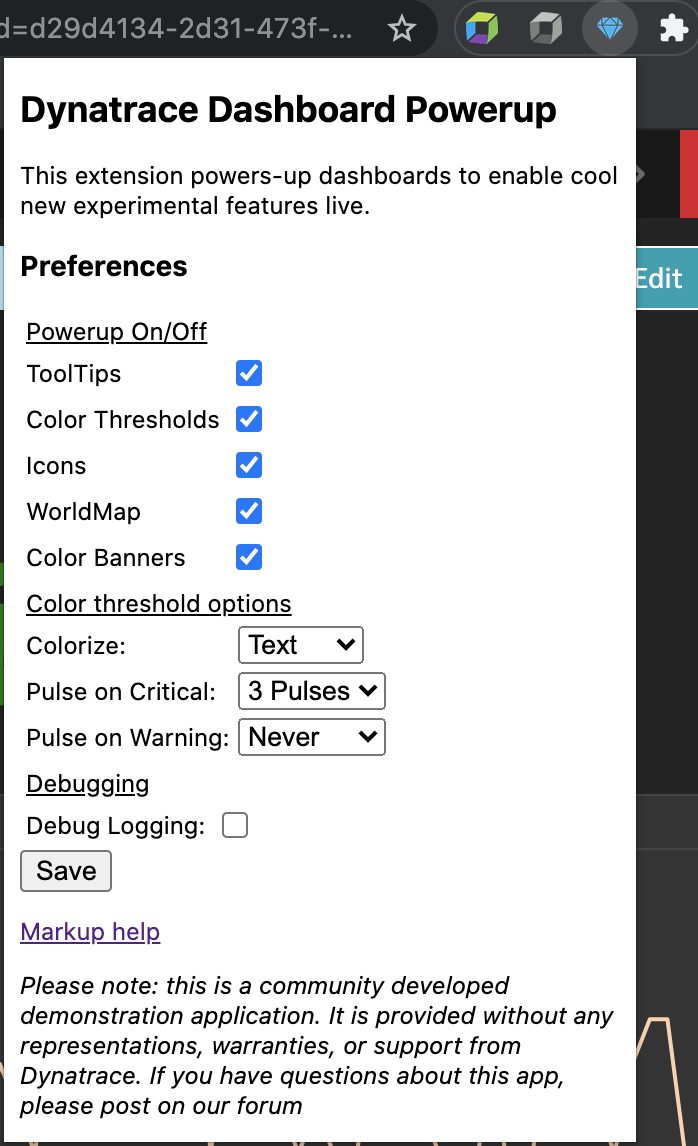 d=d29d4134-2d31-473f-...
Dynatrace Dashboard Powerup
This extension powers-up dashboards to enable cool
new experimental features live.
Edit
Preferences
Powerup On/Off
ToolTips
Color Thresholds
Icons
WorldMap
Color Banners
Color threshold options
Colorize: Text
Pulse on Critical: 3 Pulses
Pulse on Warning: Never
Debugging
Debug Logging:
Save
Markup help
Please note: this is a community developed
demonstration application. It is provided without any
representations, warranties, or support from
Dynatrace. If you have questions about this app,
please post on our forum